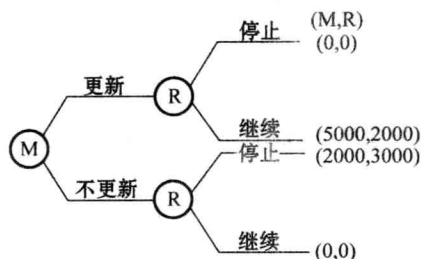 (M,R)
停止 (0,0)
更新 R
继续 (5000,2000)
M
停止 (2000,3000)
不更新 R
继续 (0,0)